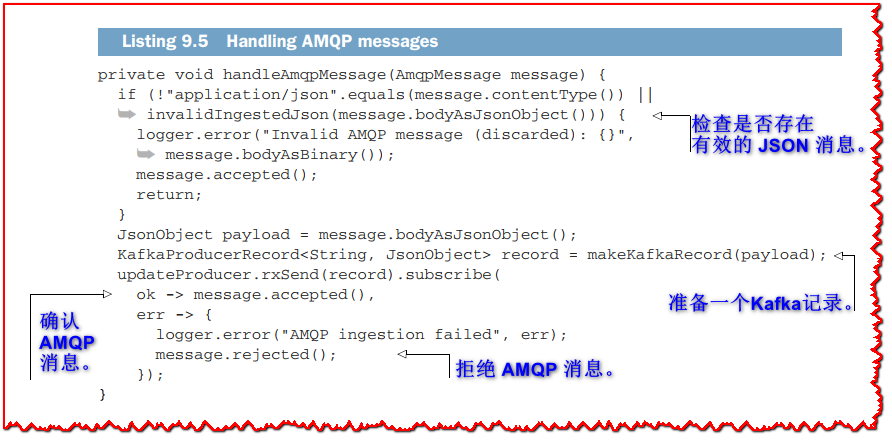 Listing 9.5 Handling AMQP messages
private void handleAmqpMessage(AmqpMessage message) {
if (!"application/json".equals(message.contentType()) ||
invalidIngestedJson(message.bodyAsJsonObject())) {
检查是否存在
有效的 JSON 消息。
logger.error("Invalid AMQP message (discarded): {}",
message.bodyAsBinary());
message.accepted();
return;
}
JsonObject payload = message.bodyAsJsonObject();
KafkaProducerRecord<String, JsonObject> record = makeKafkaRecord(payload);
准备一个Kafka记录。
updateProducer.rxSend(record).subscribe(
ok -> message.accepted(),
确认
AMQP
消息。
err -> {
logger.error("AMQP ingestion failed", err);
message.rejected();
拒绝 AMQP 消息。
});
}